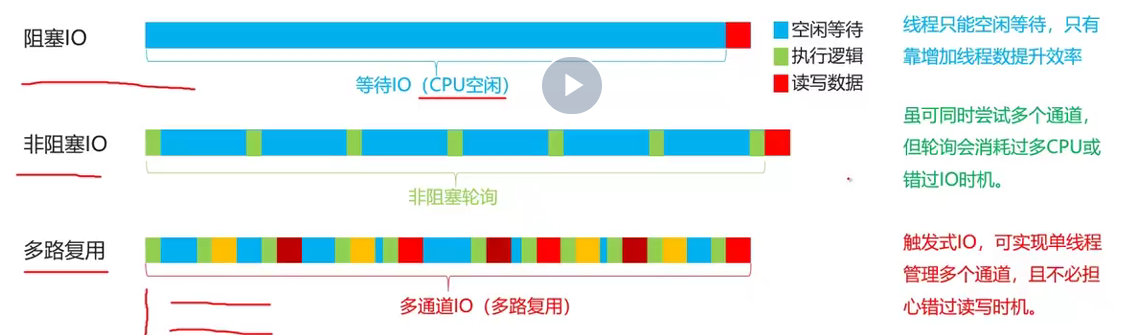 阻塞IO
等待IO（CPU空闲）
空闲等待
执行逻辑
读写数据
线程只能空闲等待，只有
靠增加线程数提升效率
非阻塞IO
非阻塞轮询
虽可同时尝试多个通道，
但轮询会消耗过多CPU或
错过IO时机。
多路复用
多通道IO（多路复用）
触发式IO，可实现单线程
管理多个通道，且不必担
心错过读写时机。